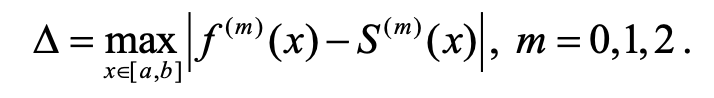 Δ = max_{x∈[a,b]} |f^{(m)}(x) − S^{(m)}(x)|, m = 0,1,2.